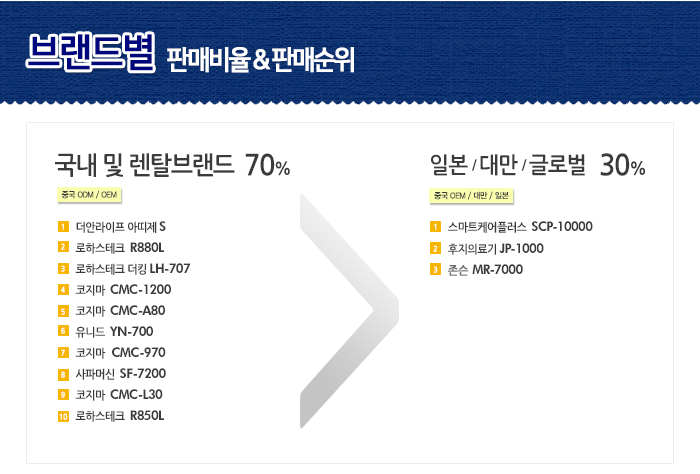 브랜드별 판매비율&판매순위
국내 및 렌탈브랜드 70%
중국 ODM / OEM
1 더안라이프 아띠제 S
2 로하스테크 R880L
3 로하스테크 더킹 LH-707
4 코지마 CMC-1200
5 코지마 CMC-A80
6 유니드 YN-700
7 코지마 CMC-970
8 사파머신 SF-7200
9 코지마 CMC-L30
10 로하스테크 R850L
일본 / 대만 / 글로벌 30%
중국 OEM / 대만 / 일본
1 스마트케어플러스 SCP-10000
2 후지의료기 JP-1000
3 존슨 MR-7000